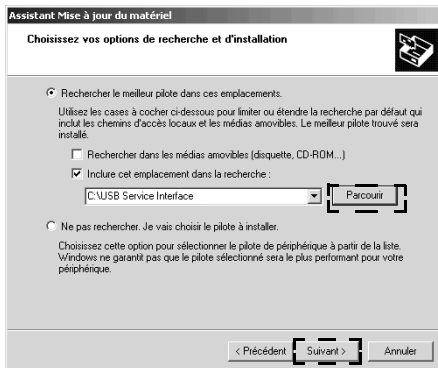 Assistant Mise à jour du matériel
Choisissez vos options de recherche et d'installation
Rechercher le meilleur pilote dans ces emplacements.
Utilisez les cases à cocher ci-dessous pour limiter ou étendre la recherche par défaut qui
inclut les chemins d'accès locaux et les médias amovibles. Le meilleur pilote trouvé sera
installé.
Rechercher dans les médias amovibles (disquette, CD-ROM...)
Inclure cet emplacement dans la recherche :
C:\USB Service Interface
Parcourir
Ne pas rechercher. Je vais choisir le pilote à installer.
Choisissez cette option pour sélectionner le pilote de périphérique à partir de la liste.
Windows ne garantit pas que le pilote sélectionné sera le plus performant pour votre
périphérique.
< Précédent Suivant > Annuler